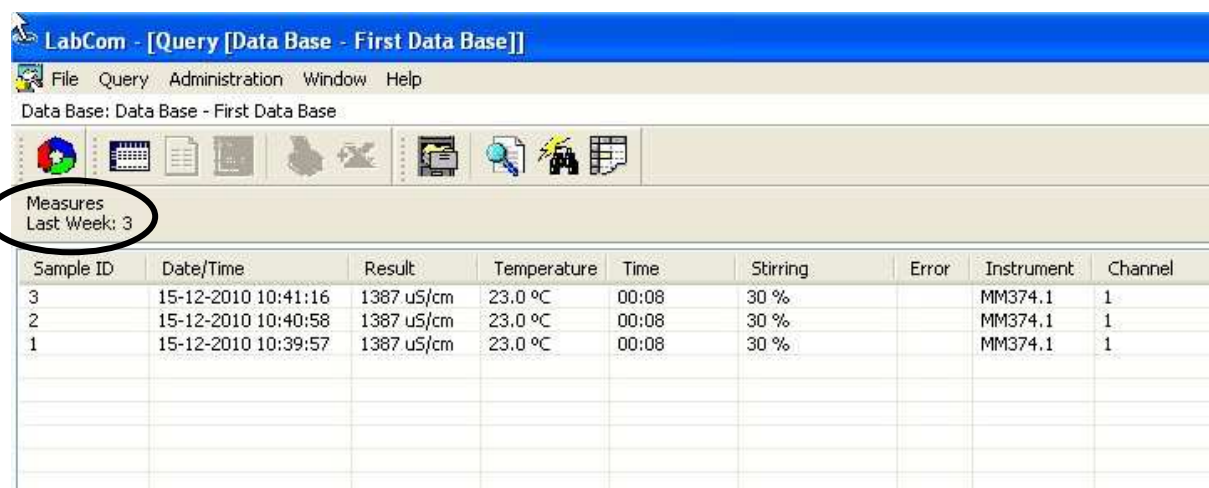 LabCom - [Query [Data Base - First Data Base]]
File Query Administration Window Help
Data Base: Data Base - First Data Base
Measures
Last Week: 3
Sample ID Date/Time Result Temperature Time Stirring Error Instrument Channel
3 15-12-2010 10:41:16 1387 uS/cm 23.0 ºC 00:08 30 % MM374.1 1
2 15-12-2010 10:40:58 1387 uS/cm 23.0 ºC 00:08 30 % MM374.1 1
1 15-12-2010 10:39:57 1387 uS/cm 23.0 ºC 00:08 30 % MM374.1 1